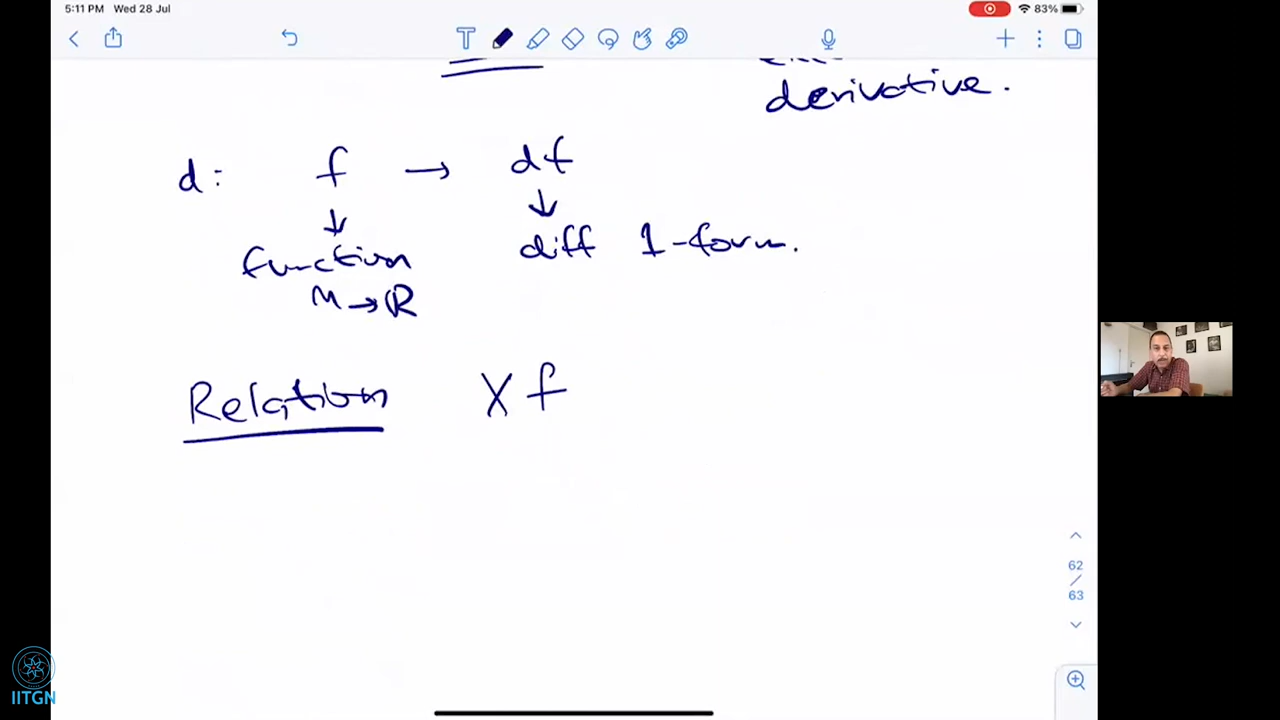 5:11 PM Wed 28 Jul
83%
derivative.
d: f → df
↓ ↓
function diff 1-form.
M → ℝ
Relation X f
62
/
63
IITGN